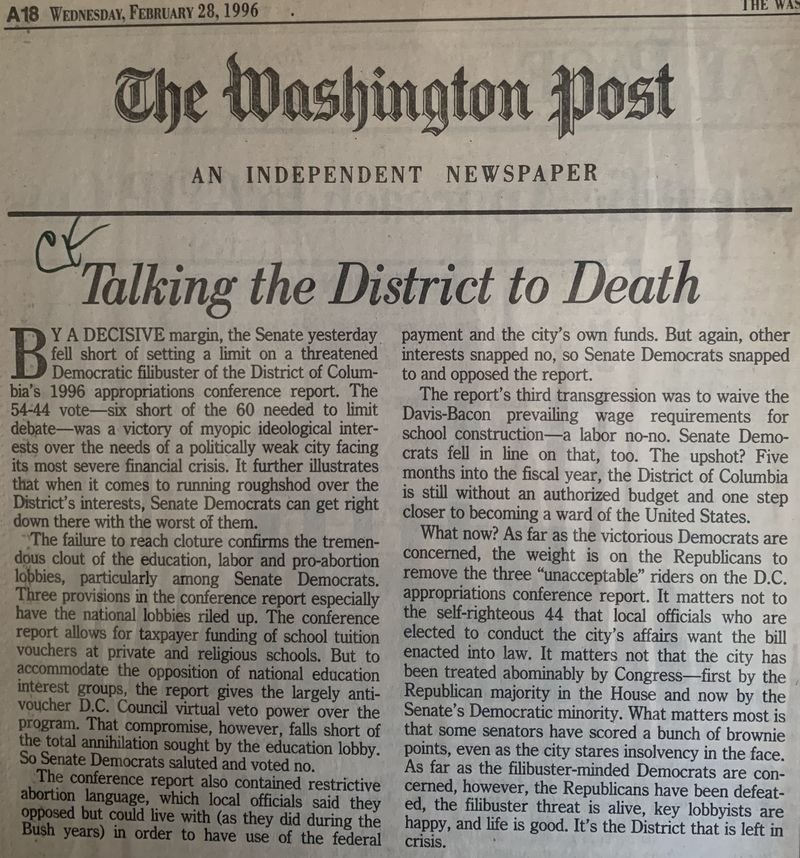 A18 WEDNESDAY, FEBRUARY 28, 1996
THE WAS
The Washington Post
AN INDEPENDENT NEWSPAPER
CK
Talking the District to Death
BY A DECISIVE margin, the Senate yesterday
fell short of setting a limit on a threatened
Democratic filibuster of the District of Colum-
bia's 1996 appropriations conference report. The
54-44 vote—six short of the 60 needed to limit
debate—was a victory of myopic ideological inter-
ests over the needs of a politically weak city facing
its most severe financial crisis. It further illustrates
that when it comes to running roughshod over the
District's interests, Senate Democrats can get right
down there with the worst of them.
The failure to reach cloture confirms the tremen-
dous clout of the education, labor and pro-abortion
lobbies, particularly among Senate Democrats.
Three provisions in the conference report especially
have the national lobbies riled up. The conference
report allows for taxpayer funding of school tuition
vouchers at private and religious schools. But to
accommodate the opposition of national education
interest groups, the report gives the largely anti-
voucher D.C. Council virtual veto power over the
program. That compromise, however, falls short of
the total annihilation sought by the education lobby.
So Senate Democrats saluted and voted no.
The conference report also contained restrictive
abortion language, which local officials said they
opposed but could live with (as they did during the
Bush years) in order to have use of the federal
payment and the city's own funds. But again, other
interests snapped no, so Senate Democrats snapped
to and opposed the report.
The report's third transgression was to waive the
Davis-Bacon prevailing wage requirements for
school construction—a labor no-no. Senate Demo-
crats fell in line on that, too. The upshot? Five
months into the fiscal year, the District of Columbia
is still without an authorized budget and one step
closer to becoming a ward of the United States.
What now? As far as the victorious Democrats are
concerned, the weight is on the Republicans to
remove the three "unacceptable" riders on the D.C.
appropriations conference report. It matters not to
the self-righteous 44 that local officials who are
elected to conduct the city's affairs want the bill
enacted into law. It matters not that the city has
been treated abominably by Congress—first by the
Republican majority in the House and now by the
Senate's Democratic minority. What matters most is
that some senators have scored a bunch of brownie
points, even as the city stares insolvency in the face.
As far as the filibuster-minded Democrats are con-
cerned, however, the Republicans have been defeat-
ed, the filibuster threat is alive, key lobbyists are
happy, and life is good. It's the District that is left in
crisis.